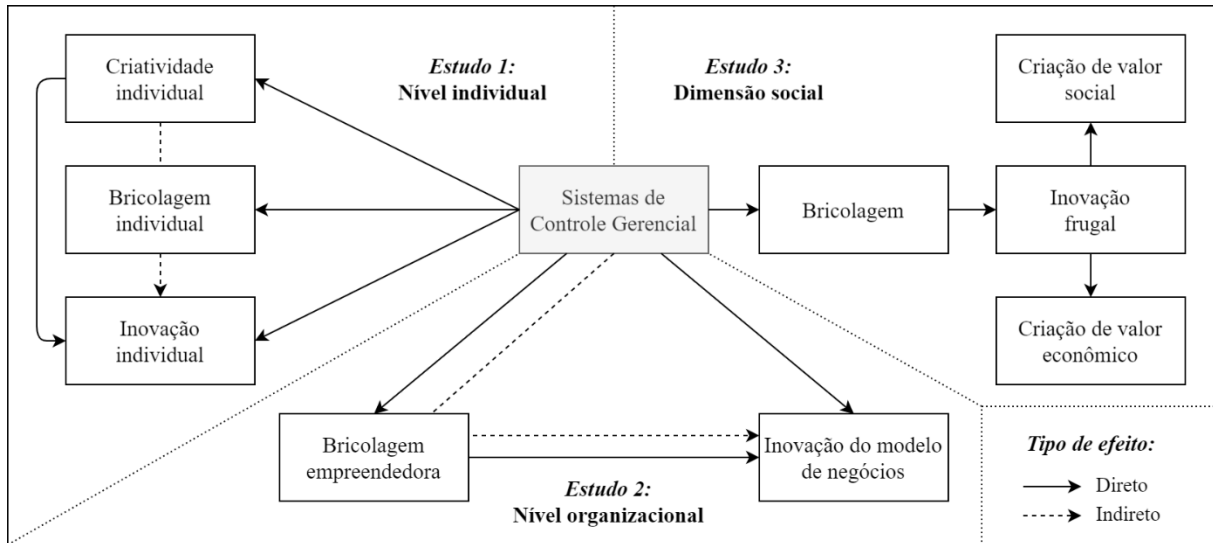 Estudo 1:
Nível individual
Criatividade
individual
Bricolagem
individual
Inovação
individual
Sistemas de
Controle Gerencial
Estudo 3:
Dimensão social
Bricolagem
Inovação
frugal
Criação de valor
social
Criação de valor
econômico
Bricolagem
empreendedora
Inovação do modelo
de negócios
Estudo 2:
Nível organizacional
Tipo de efeito:
Direto
Indireto